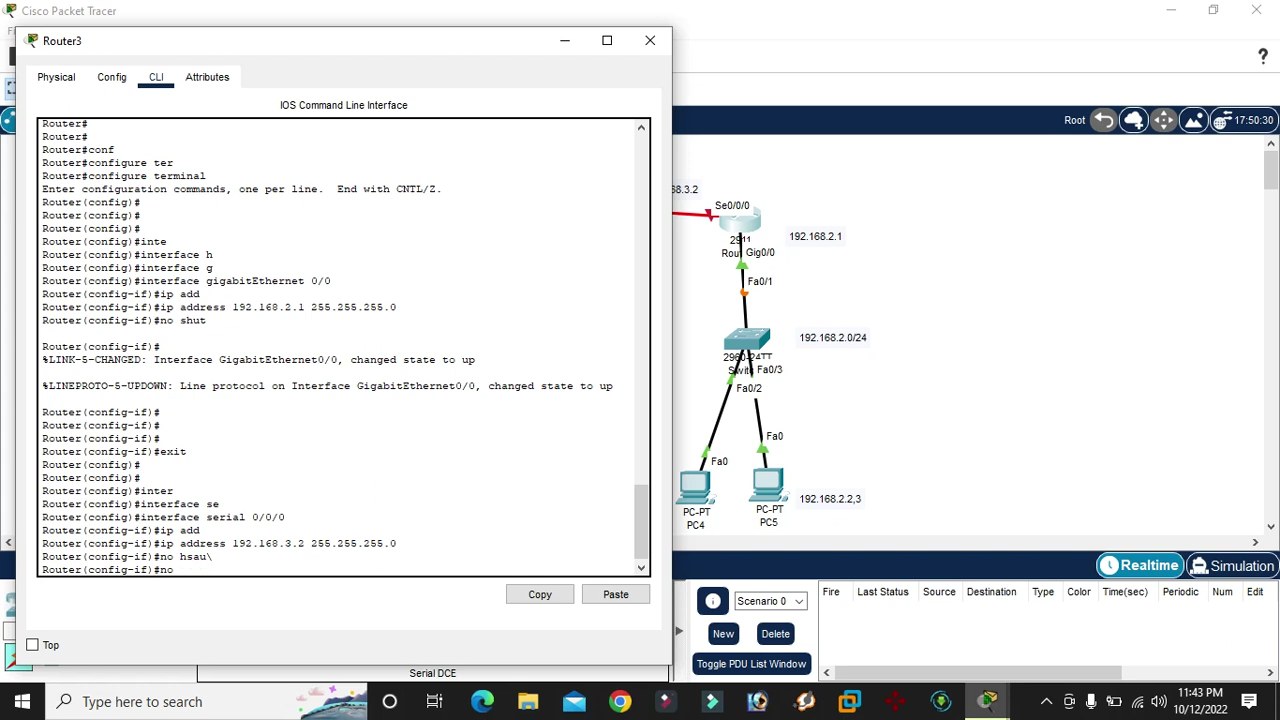 Cisco Packet Tracer
Router3
Physical
Config
CLI
Attributes
IOS Command Line Interface
Router#
Router#
Router#conf
Router#configure ter
Router#configure terminal
Enter configuration commands, one per line.  End with CNTL/Z.
Router(config)#
Router(config)#
Router(config)#
Router(config)#inte
Router(config)#interface h
Router(config)#interface g
Router(config)#interface gigabitEthernet 0/0
Router(config-if)#ip add
Router(config-if)#ip address 192.168.2.1 255.255.255.0
Router(config-if)#no shut
Router(config-if)#
%LINK-5-CHANGED: Interface GigabitEthernet0/0, changed state to up
%LINEPROTO-5-UPDOWN: Line protocol on Interface GigabitEthernet0/0, changed state to up
Router(config-if)#
Router(config-if)#
Router(config-if)#
Router(config-if)#exit
Router(config)#
Router(config)#
Router(config)#inter
Router(config)#interface se
Router(config)#interface serial 0/0/0
Router(config-if)#ip add
Router(config-if)#ip address 192.168.3.2 255.255.255.0
Router(config-if)#no hsau\
Router(config-if)#no
Copy
Paste
Top
Serial DCE
Root
17:50:30
68.3.2
Se0/0/0
192.168.2.1
2911
Rout
Gig0/0
Fa0/1
192.168.2.0/24
2960-24TT
Switc
Fa0/3
Fa0/2
Fa0
Fa0
192.168.2.2,3
PC-PT
PC4
PC-PT
PC5
Realtime
Simulation
Scenario 0
New
Delete
Toggle PDU List Window
Fire
Last Status
Source
Destination
Type
Color
Time(sec)
Periodic
Num
Edit
Type here to search
11:43 PM
10/12/2022